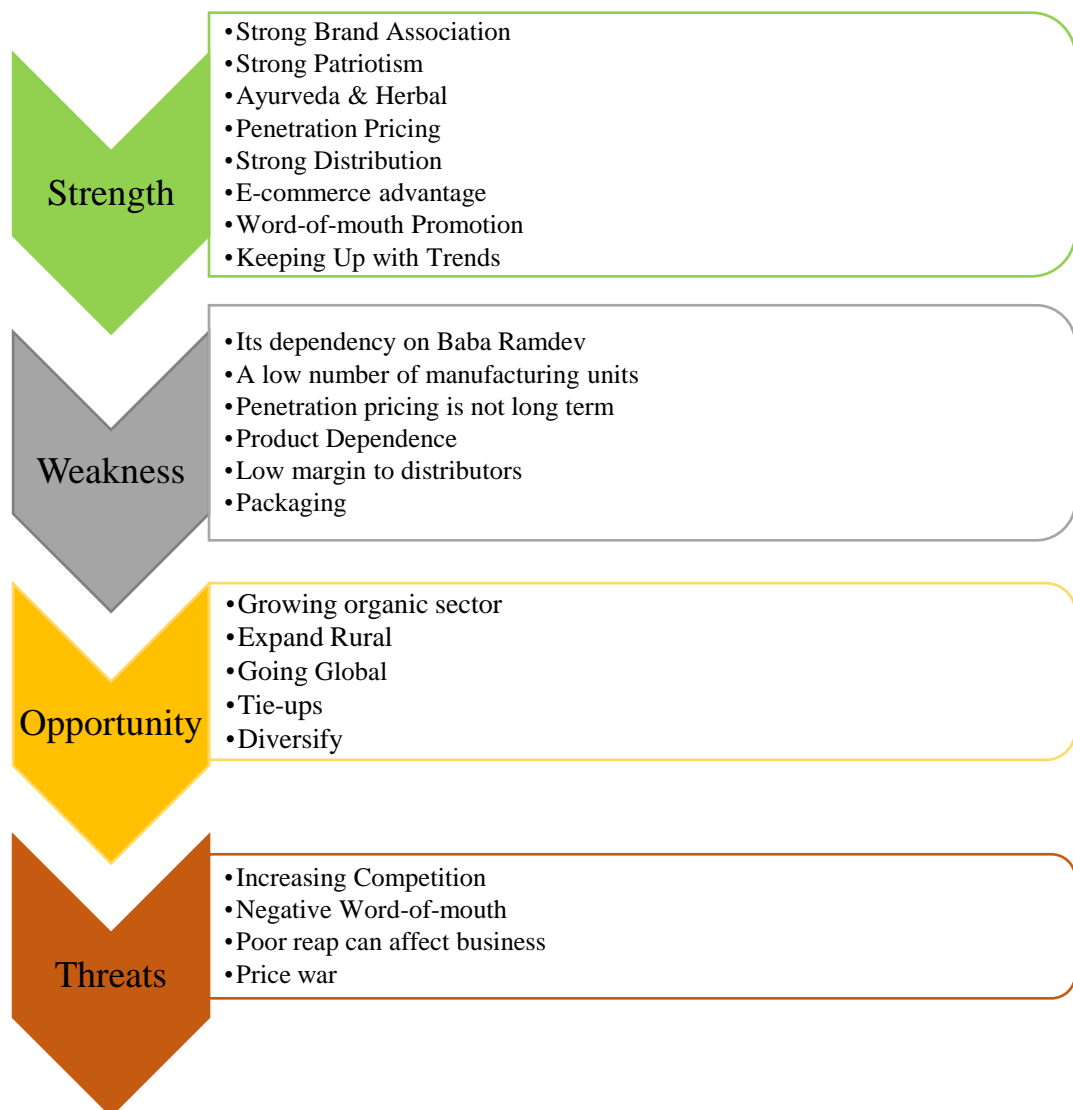 Strength
•Strong Brand Association
•Strong Patriotism
•Ayurveda & Herbal
•Penetration Pricing
•Strong Distribution
•E-commerce advantage
•Word-of-mouth Promotion
•Keeping Up with Trends
Weakness
•Its dependency on Baba Ramdev
•A low number of manufacturing units
•Penetration pricing is not long term
•Product Dependence
•Low margin to distributors
•Packaging
Opportunity
•Growing organic sector
•Expand Rural
•Going Global
•Tie-ups
•Diversify
Threats
•Increasing Competition
•Negative Word-of-mouth
•Poor reap can affect business
•Price war